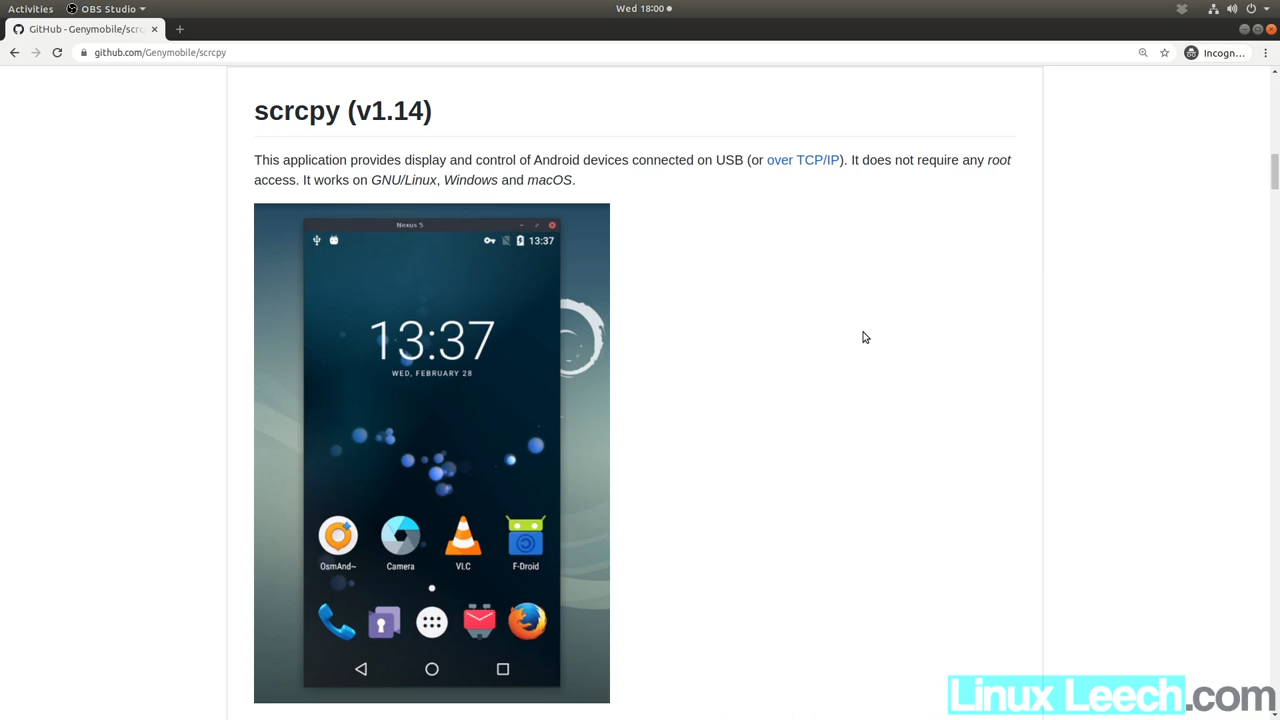 Activities OBS Studio Wed 18:00
GitHub - Genymobile/scrc
github.com/Genymobile/scrcpy Incogn...
scrcpy (v1.14)
This application provides display and control of Android devices connected on USB (or over TCP/IP). It does not require any root
access. It works on GNU/Linux, Windows and macOS.
Nexus 5
13:37
13:37
WED, FEBRUARY 28
OsmAnd~ Camera VLC F-Droid
Linux Leech.com